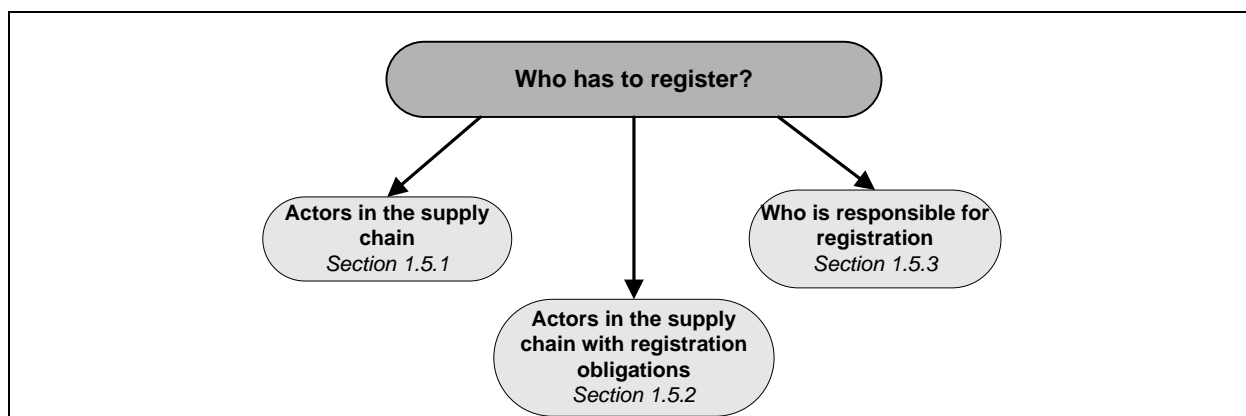 Who has to register?
Actors in the supply
chain
Section 1.5.1
Actors in the supply
chain with registration
obligations
Section 1.5.2
Who is responsible for
registration
Section 1.5.3